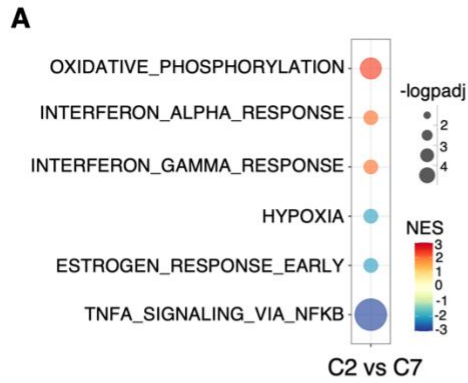 A
OXIDATIVE_PHOSPHORYLATION
INTERFERON_ALPHA_RESPONSE
INTERFERON_GAMMA_RESPONSE
HYPOXIA
ESTROGEN_RESPONSE_EARLY
TNFA_SIGNALING_VIA_NFKB
C2 vs C7
-logpadj
2
3
4
NES
3
2
1
0
-1
-2
-3